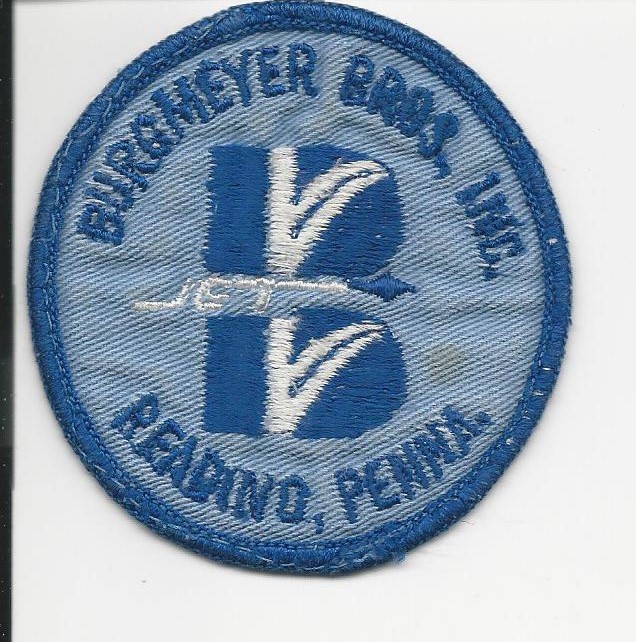 BURGMEYER BROS., INC.
B
JET
READING, PENNA.